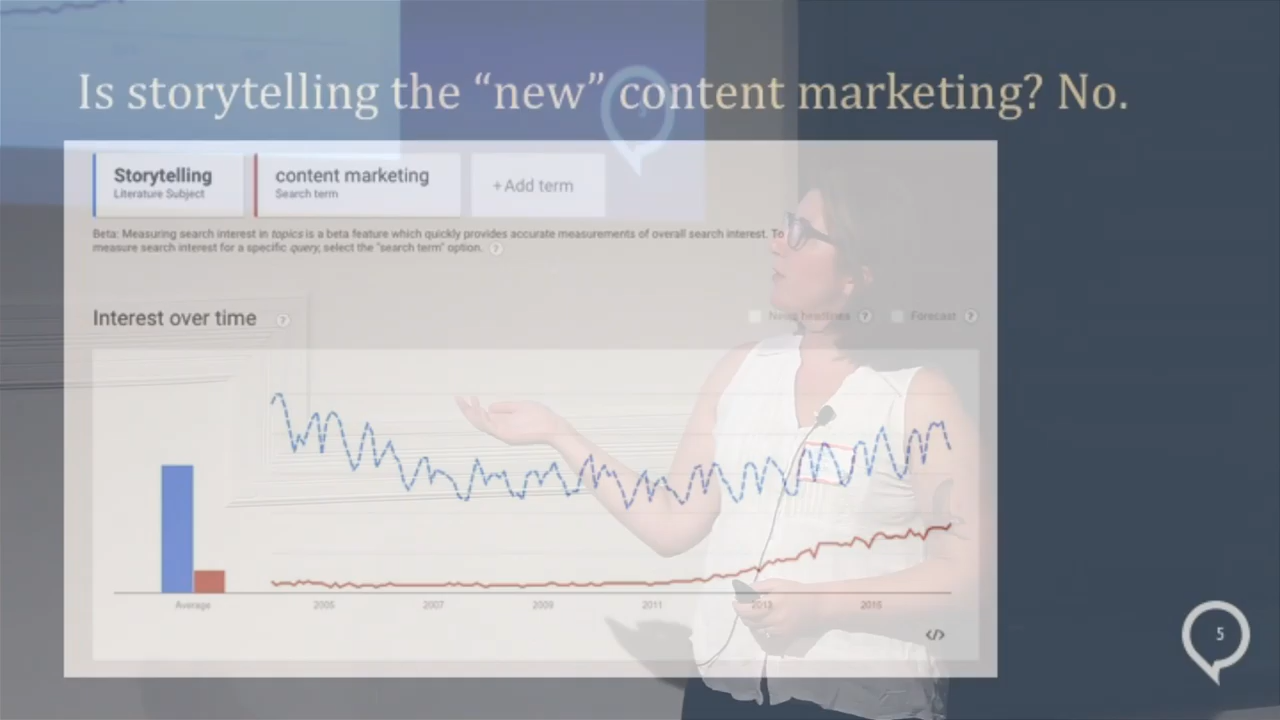 Is storytelling the “new” content marketing? No.
Storytelling
Literature Subject
content marketing
Search term
+ Add term
Beta: Measuring search interest in topics is a beta feature which quickly provides accurate measurements of overall search interest. To
measure search interest for a specific query, select the "search term" option. ?
Interest over time ?
News headlines ?
Forecast ?
Average
2005
2007
2009
2011
2013
2015
</>
5